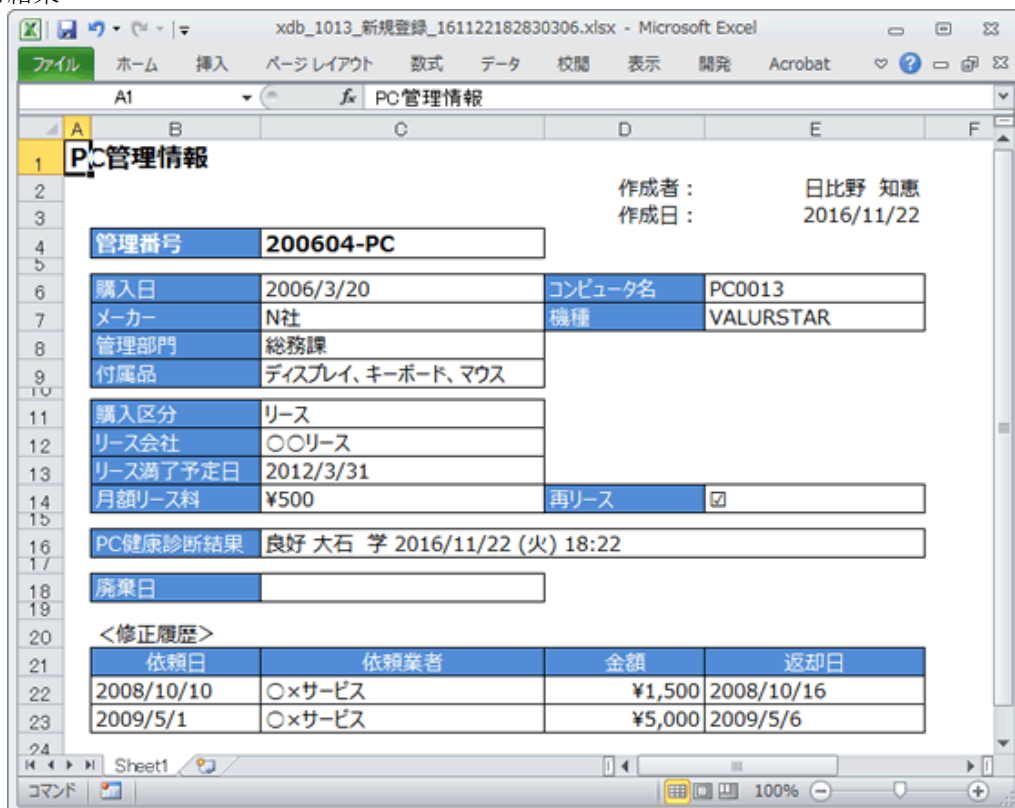 xdb_1013_新規登録_161122182830306.xlsx - Microsoft Excel
ファイル ホーム 挿入 ページ レイアウト 数式 データ 校閲 表示 開発 Acrobat
A1 fx PC管理情報
A B C D E F
1 PC管理情報
2 作成者： 日比野 知恵
3 作成日： 2016/11/22
4 管理番号 200604-PC
5
6 購入日 2006/3/20 コンピュータ名 PC0013
7 メーカー N社 機種 VALURSTAR
8 管理部門 総務課
9 付属品 ディスプレイ、キーボード、マウス
10
11 購入区分 リース
12 リース会社 〇〇リース
13 リース満了予定日 2012/3/31
14 月額リース料 ¥500 再リース ☑
15
16 PC健康診断結果 良好 大石 学 2016/11/22 (火) 18:22
17
18 廃棄日
19
20 ＜修正履歴＞
21 依頼日 依頼業者 金額 返却日
22 2008/10/10 〇×サービス ¥1,500 2008/10/16
23 2009/5/1 〇×サービス ¥5,000 2009/5/6
24
Sheet1
コマンド 100%